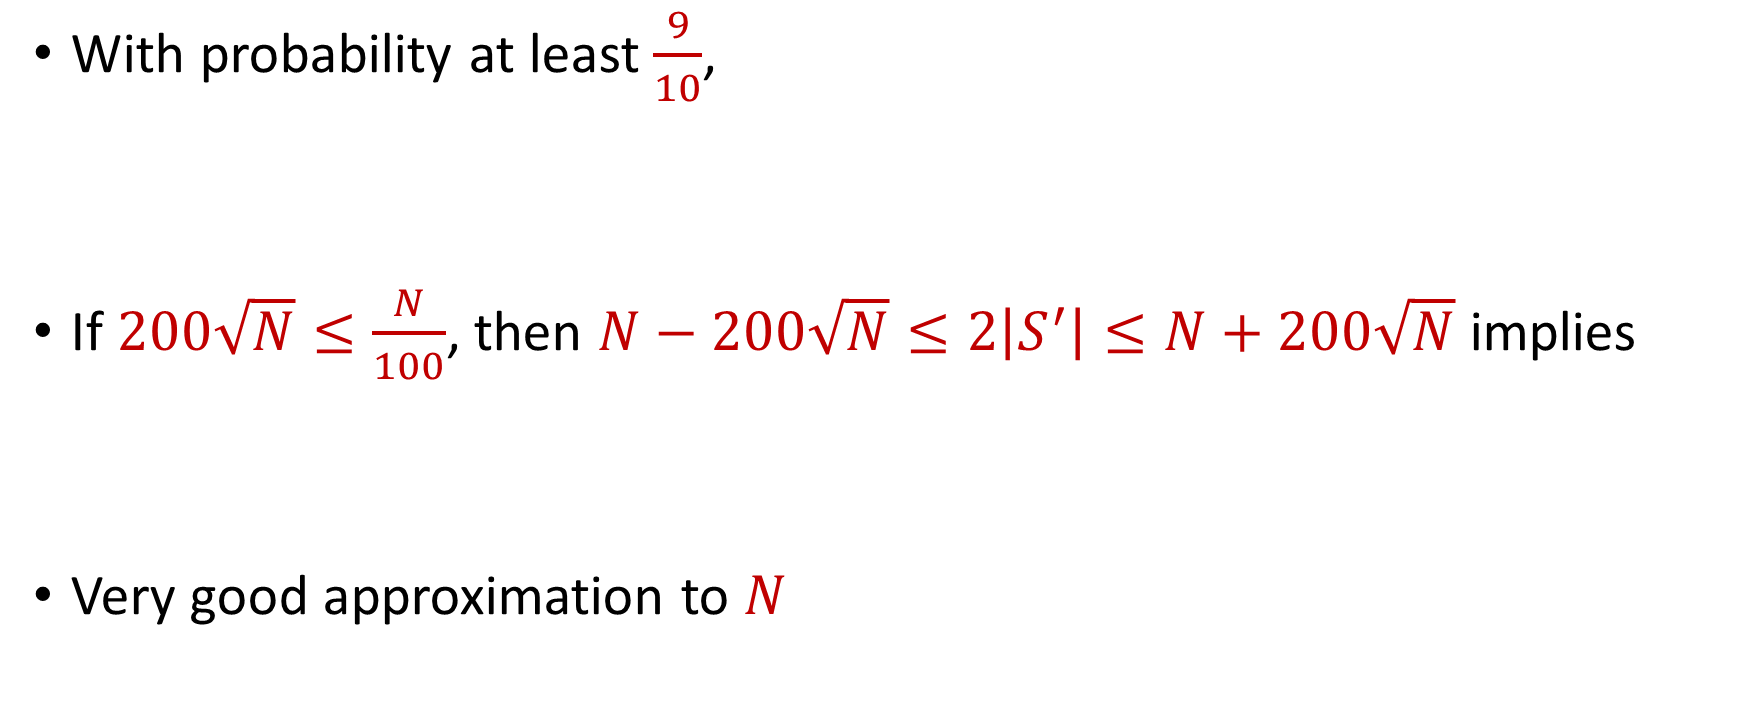 • With probability at least 9/10,
• If 200√N ≤ N/100, then N − 200√N ≤ 2|S′| ≤ N + 200√N implies
• Very good approximation to N